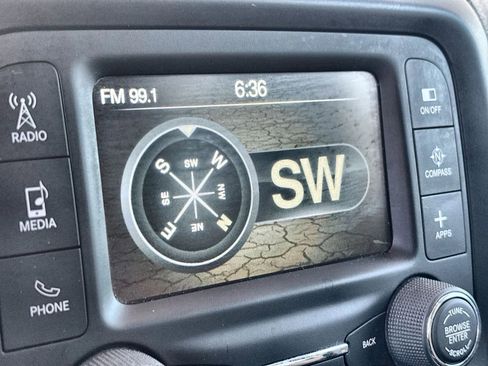 FM 99.1
6:36
RADIO
MEDIA
PHONE
SW
S
W
SE
NW
E
N
NE
SW
ON/OFF
N
COMPASS
APPS
BACK
TUNE
BROWSE
ENTER
SCROLL